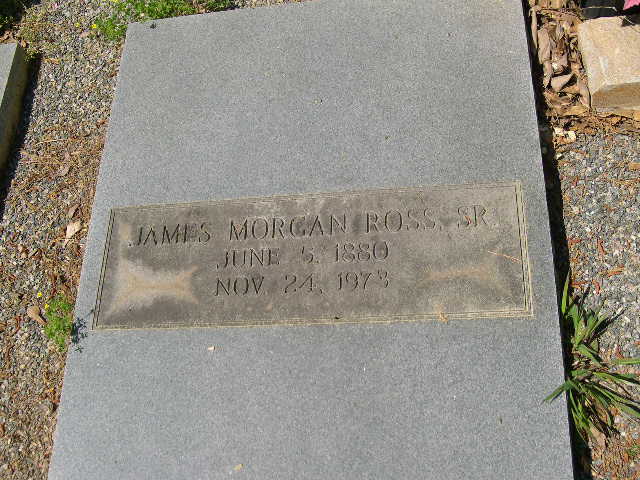 JAMES MORGAN ROSS, SR.
JUNE 5, 1880
NOV 24, 1973